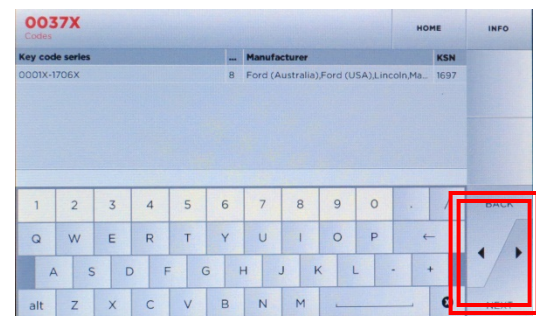 0037X
HOME
INFO
Codes
Key code series ... Manufacturer KSN
0001X-1706X 8 Ford (Australia),Ford (USA),Lincoln,Ma... 1697
1 2 3 4 5 6 7 8 9 0 . /
BACK
Q W E R T Y U I O P ←
A S D F G H J K L - +
alt Z X C V B N M
NEXT